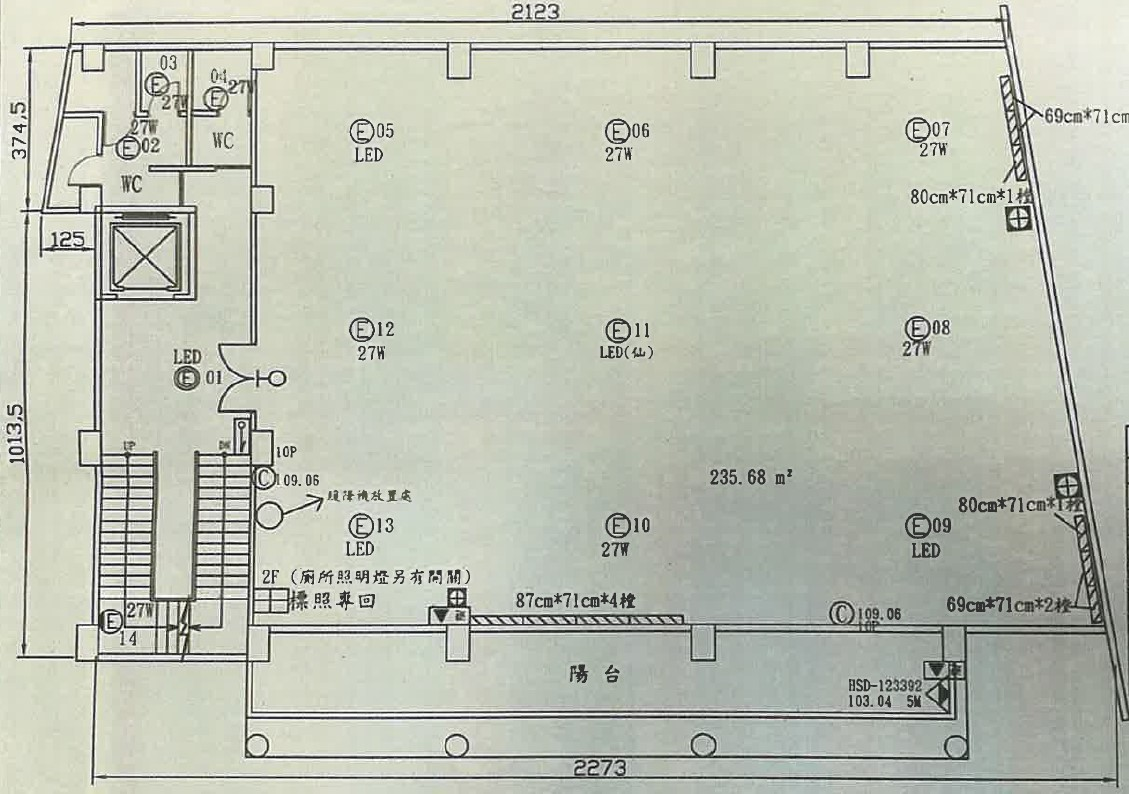 2123
03
04
27W
27W
69cm*71cm
374,5
27W
E 02
WC
WC
E 05
LED
E 06
27W
E 07
27W
80cm*71cm*1樘
125
LED
E 01
E 12
27W
E 11
LED(仙)
E 08
27W
1013,5
UP
DN
10P
C 109.06
緩降機放置處
235.68 m²
80cm*71cm*1樘
E 13
LED
E 10
27W
E 09
LED
2F (廁所照明燈另有開關)
標照專回
87cm*71cm*4樘
C 109.06
10P
69cm*71cm*2樘
E 27W
14
陽台
HSD-123392
103.04 5M
2273